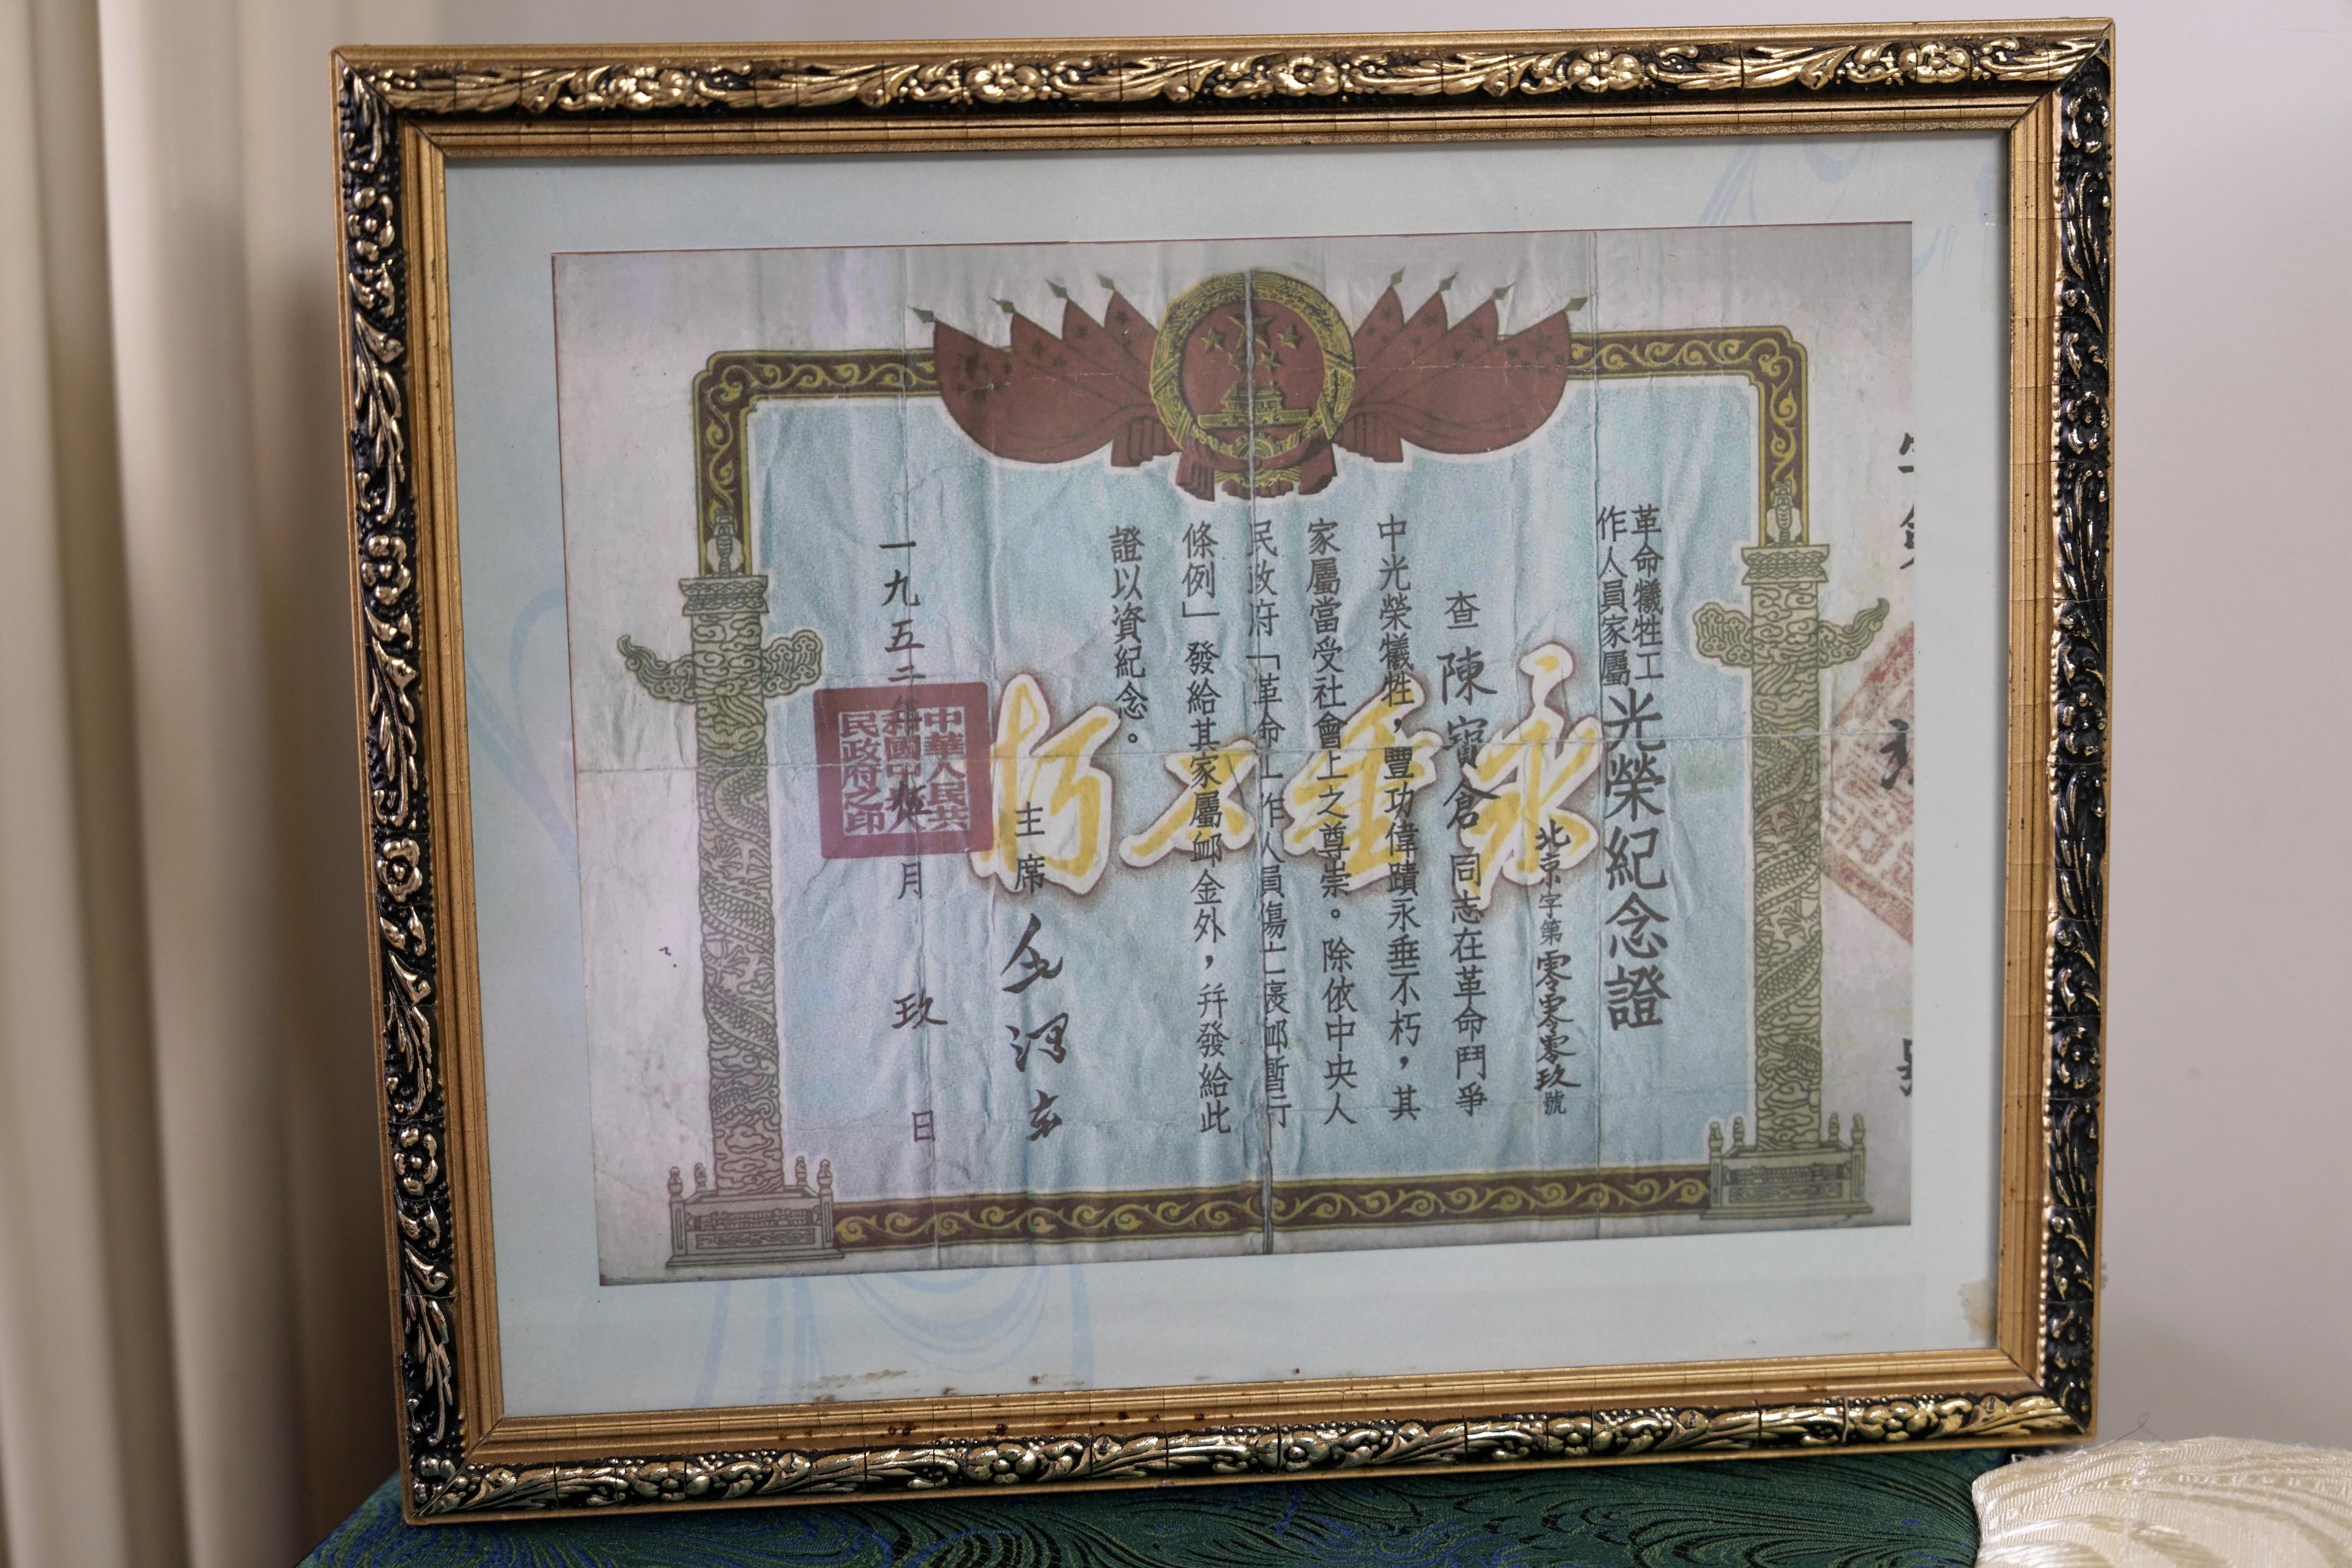 革命犧牲工作人員家屬光榮紀念證
北京字第零零零零玖號
查陳寶倉同志在革命鬥爭
中光榮犧牲，豐功偉蹟永垂不朽，其
家屬當受社會上之尊崇。除依中央人
民政府「革命工作人員傷亡褒卹暫行
條例」發給其家屬卹金外，幷發給此
證以資紀念。
主席 毛澤东
一九五二年 月玖日
永垂不朽
中華人民共和國中央人民政府之印